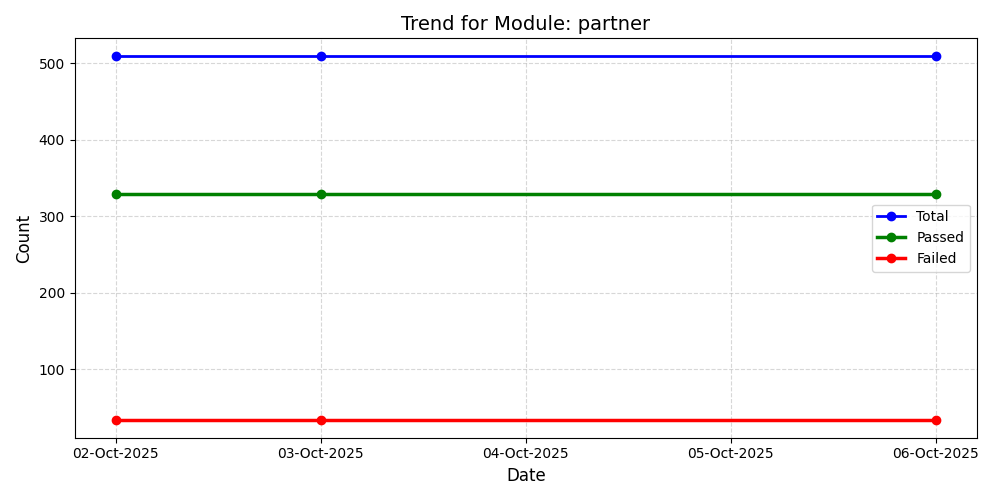 Trend for Module: partner
500
400
300
200
100
Count
Total
Passed
Failed
02-Oct-2025
03-Oct-2025
04-Oct-2025
05-Oct-2025
06-Oct-2025
Date